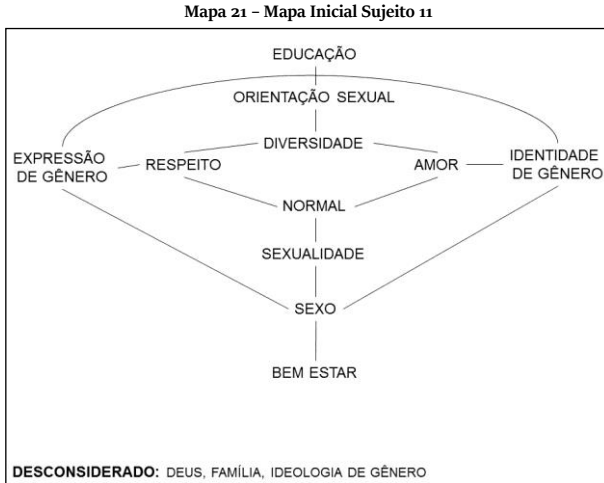 Mapa 21 – Mapa Inicial Sujeito 11
EDUCAÇÃO
ORIENTAÇÃO SEXUAL
DIVERSIDADE
EXPRESSÃO
DE GÊNERO
RESPEITO
AMOR
IDENTIDADE
DE GÊNERO
NORMAL
SEXUALIDADE
SEXO
BEM ESTAR
DESCONSIDERADO: DEUS, FAMÍLIA, IDEOLOGIA DE GÊNERO